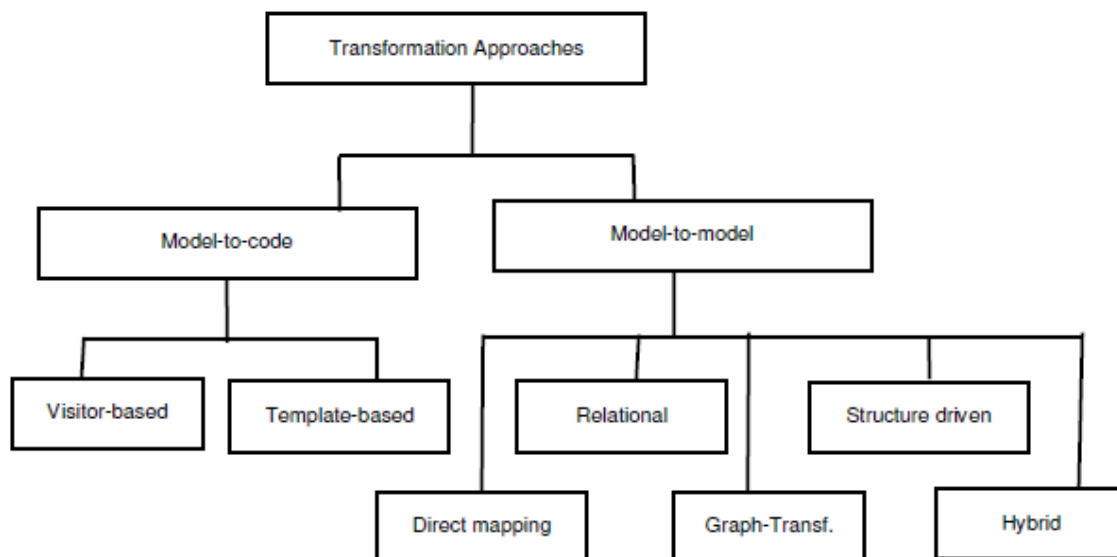 Transformation Approaches
Model-to-code
Model-to-model
Visitor-based
Template-based
Relational
Structure driven
Direct mapping
Graph-Transf.
Hybrid